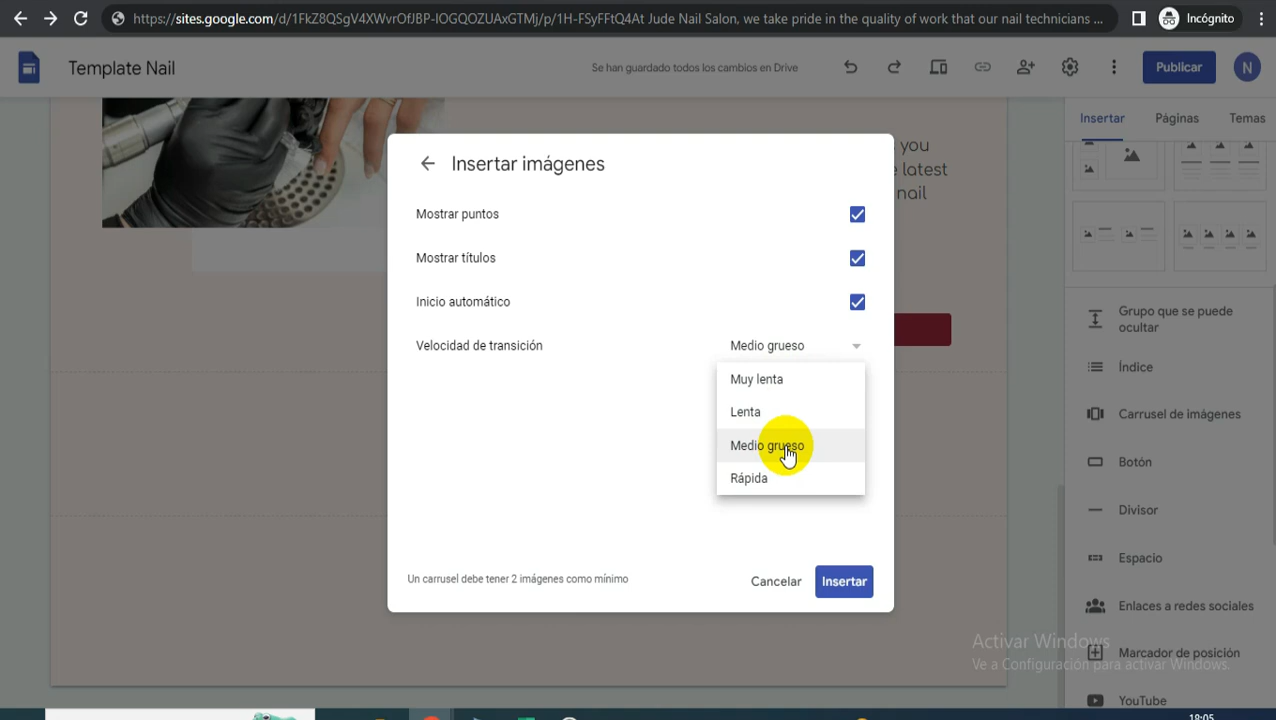 https://sites.google.com/d/1FkZ8QSgV4XWvrOfJBP-IOGQOZUAxGTMj/p/1H-FSyFFtQ4At Jude Nail Salon, we take pride in the quality of work that our nail technicians ...
Incógnito
Template Nail
Se han guardado todos los cambios en Drive
Publicar
N
Insertar
Páginas
Temas
you
latest
nail
Insertar imágenes
Mostrar puntos
Mostrar títulos
Inicio automático
Velocidad de transición
Medio grueso
Muy lenta
Lenta
Medio grueso
Rápida
Un carrusel debe tener 2 imágenes como mínimo
Cancelar
Insertar
Grupo que se puede
ocultar
Índice
Carrusel de imágenes
Botón
Divisor
Espacio
Enlaces a redes sociales
Marcador de posición
YouTube
Activar Windows
Ve a Configuración para activar Windows.
18:05